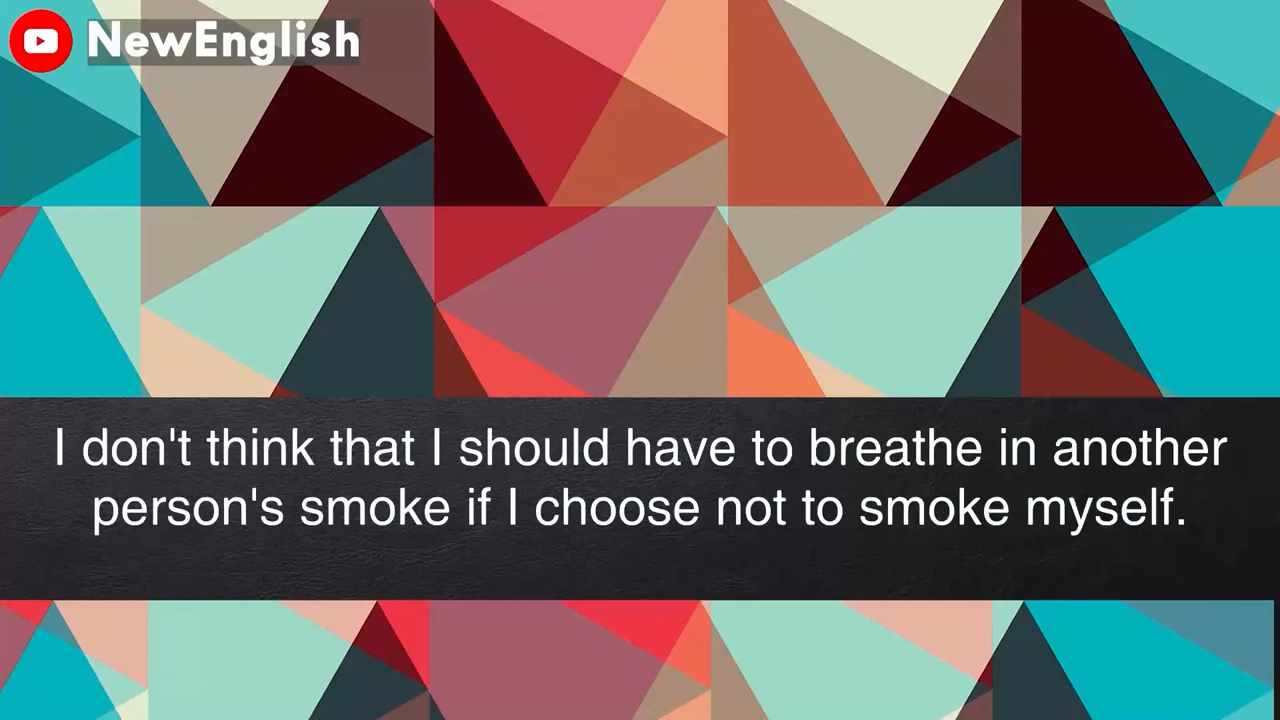 NewEnglish
I don't think that I should have to breathe in another
person's smoke if I choose not to smoke myself.